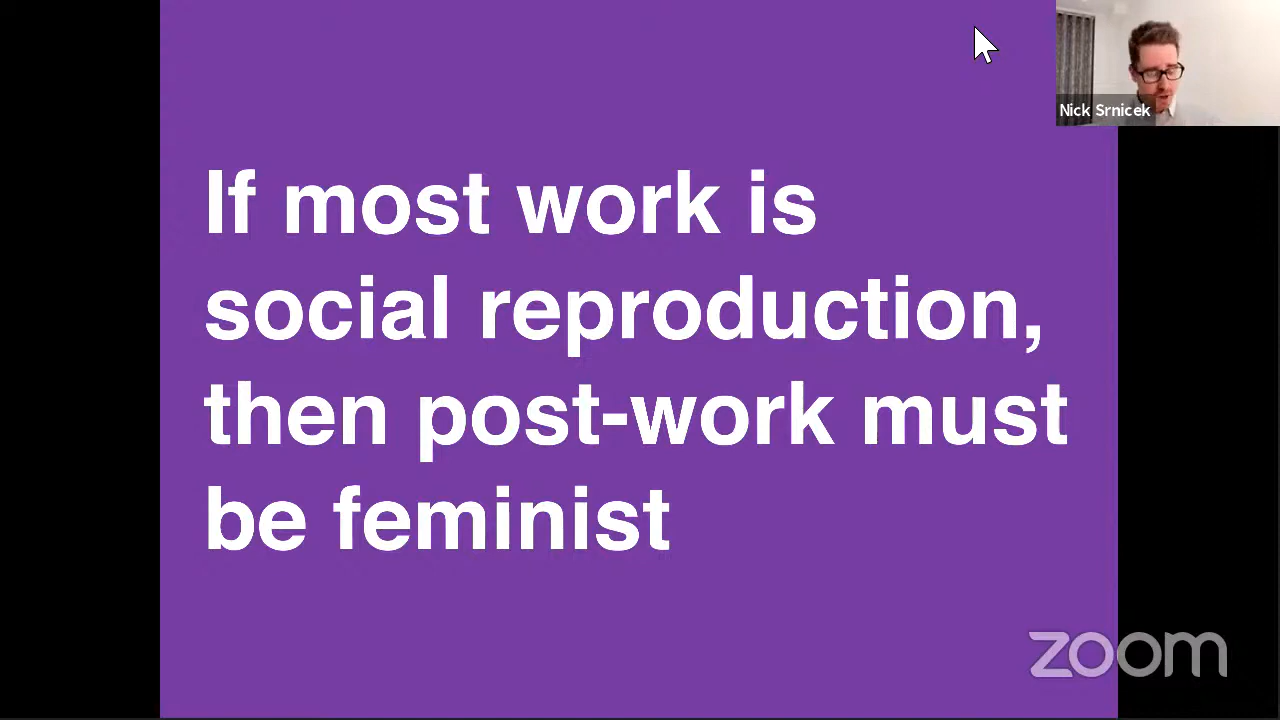 Nick Srnicek
If most work is
social reproduction,
then post-work must
be feminist
zoom